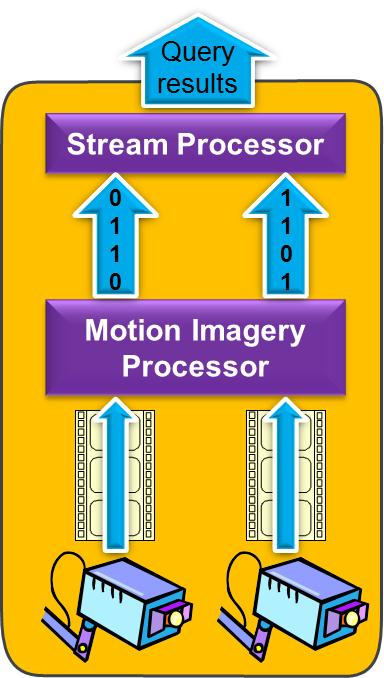 Query
results
Stream Processor
0 1
1 1
1 0
0 1
Motion Imagery
Processor